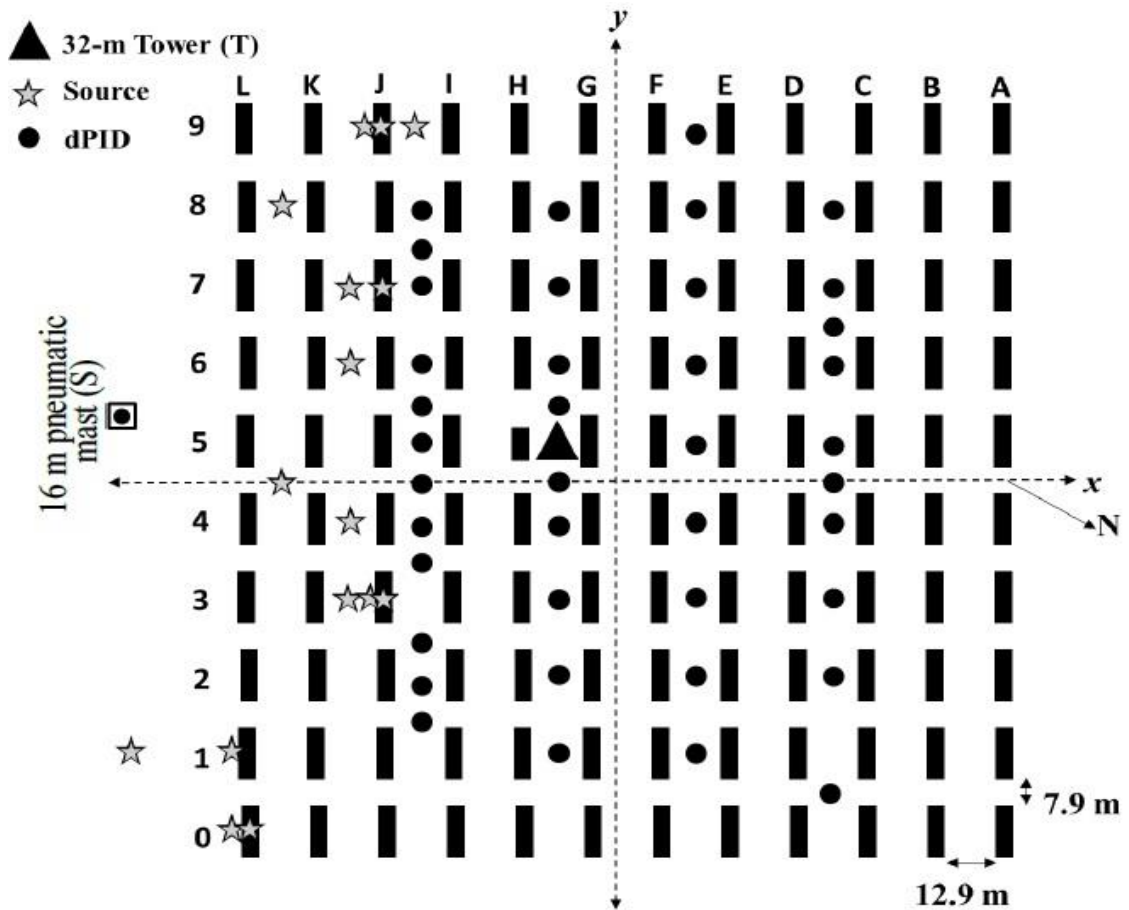 y
32-m Tower (T)
Source
dPID
L K J I H G F E D C B A
9
8
7
6
16 m pneumatic
mast (S)
5
x
4
N
3
2
1
7.9 m
0
12.9 m